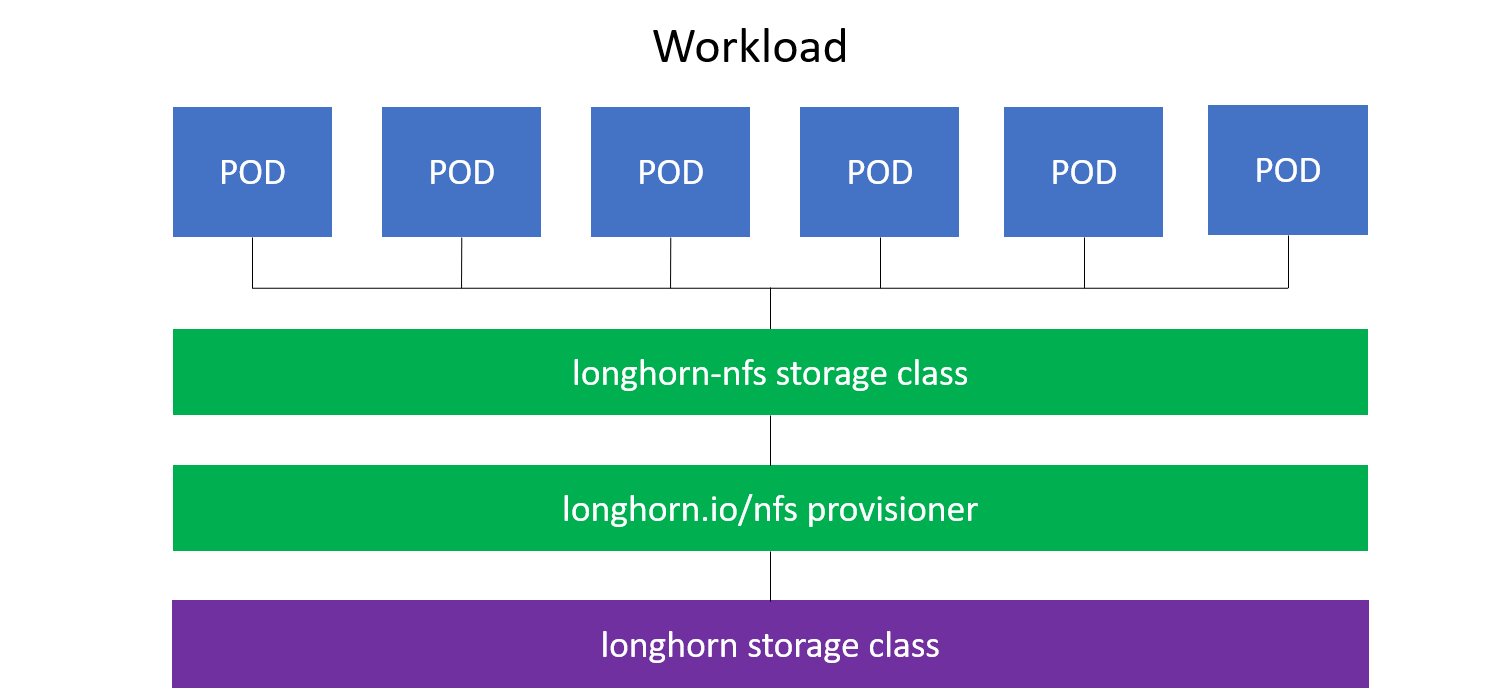 Workload
POD POD POD POD POD POD
longhorn-nfs storage class
longhorn.io/nfs provisioner
longhorn storage class